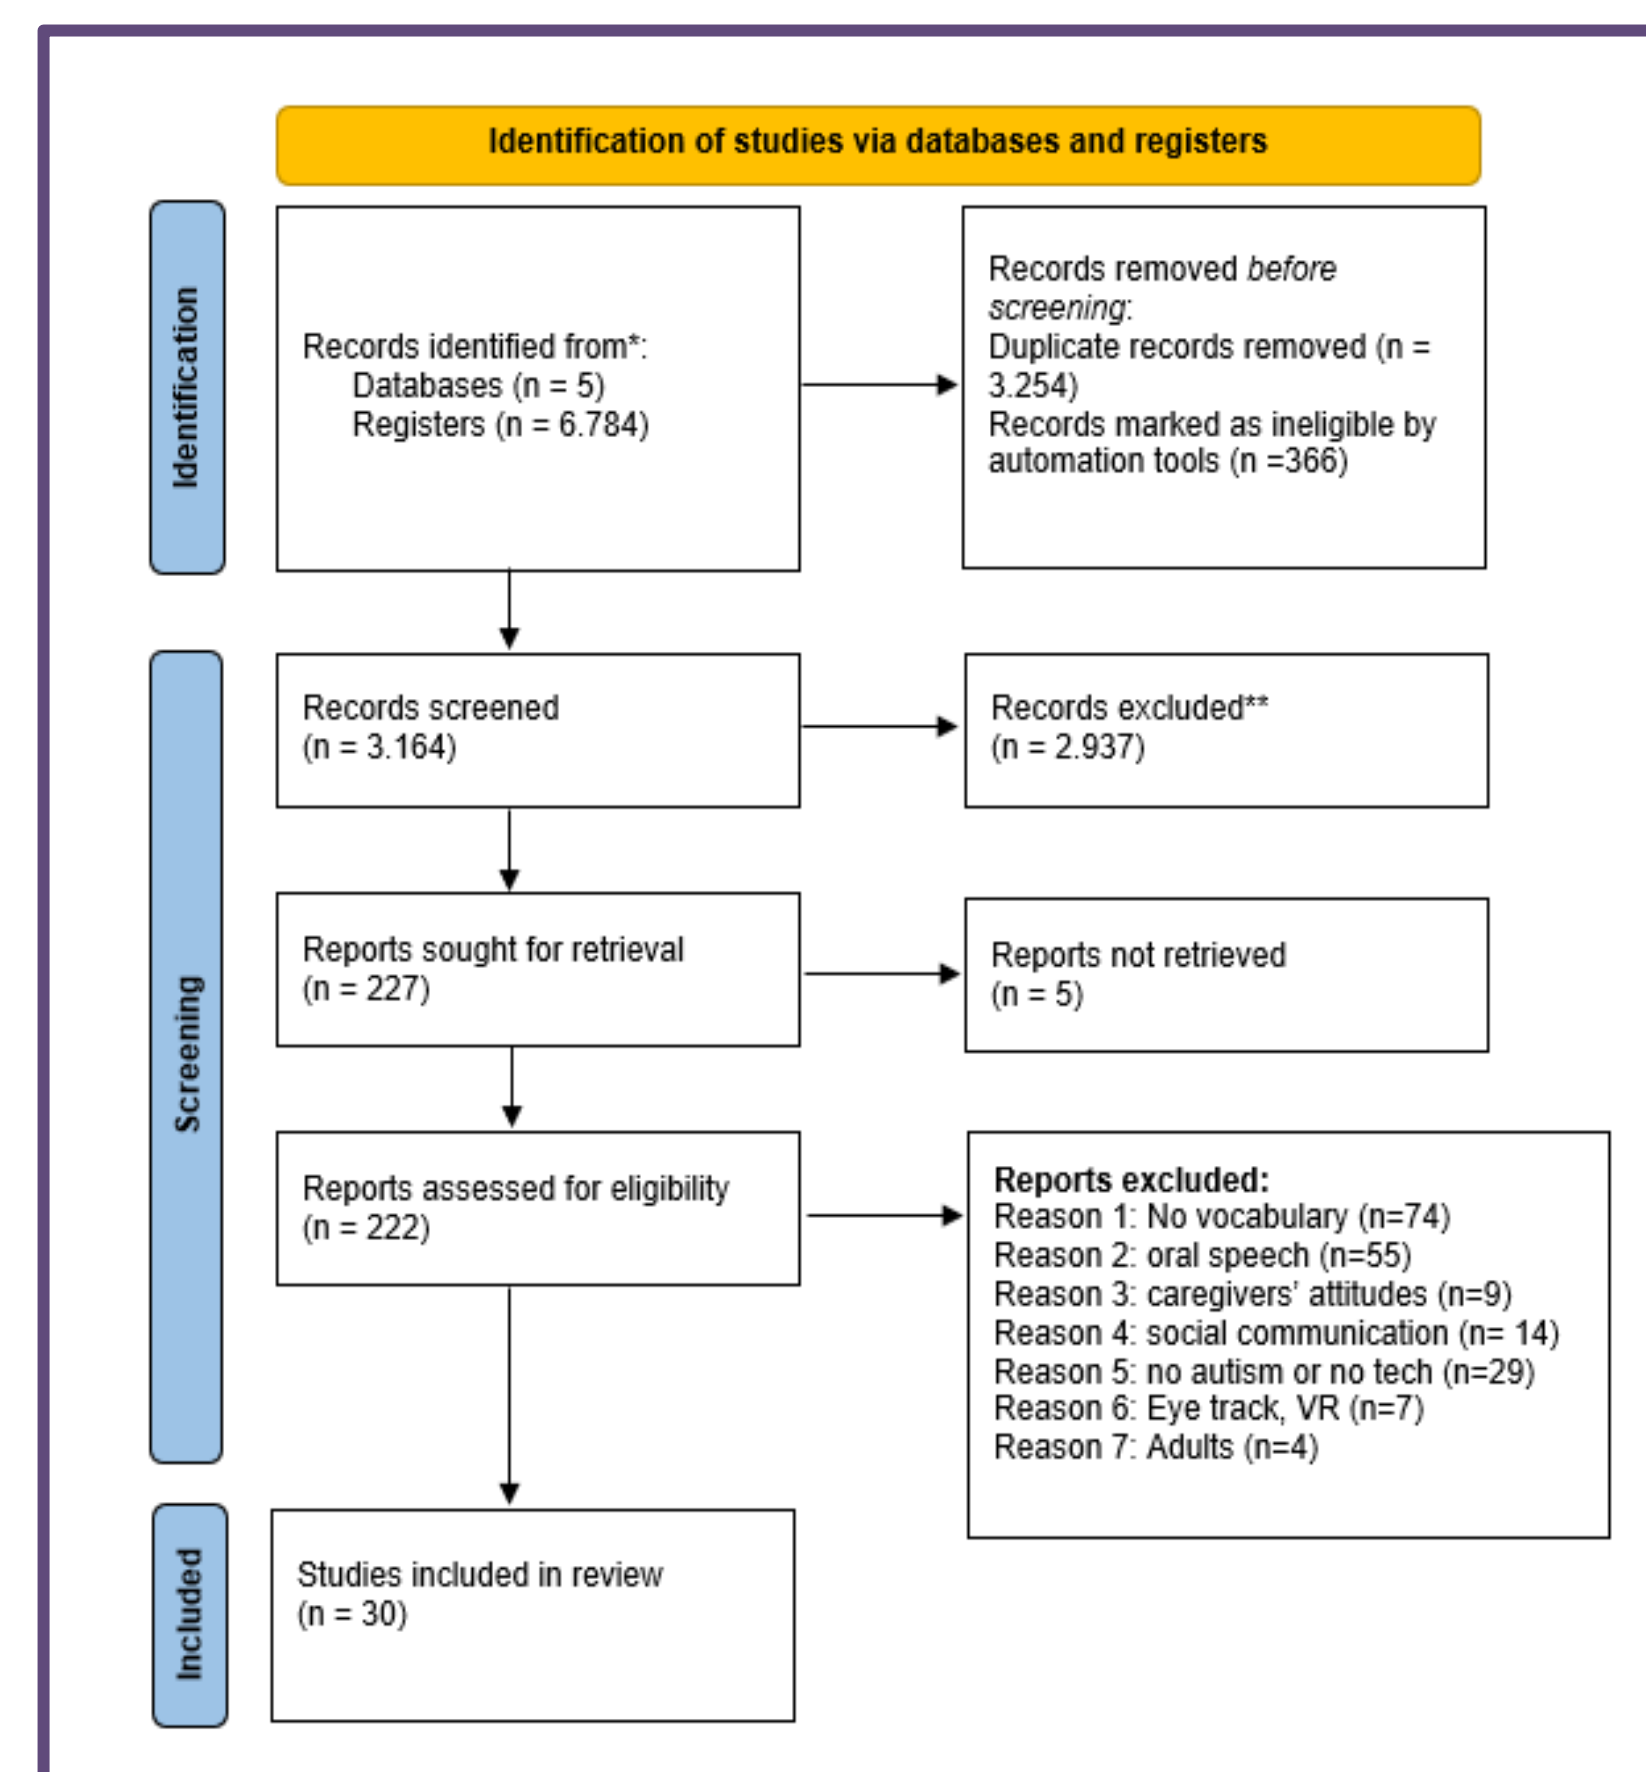 Identification of studies via databases and registers
Identification
Records identified from*:
Databases (n = 5)
Registers (n = 6.784)
Records removed before
screening:
Duplicate records removed (n =
3.254)
Records marked as ineligible by
automation tools (n =366)
Screening
Records screened
(n = 3.164)
Records excluded**
(n = 2.937)
Reports sought for retrieval
(n = 227)
Reports not retrieved
(n = 5)
Reports assessed for eligibility
(n = 222)
Reports excluded:
Reason 1: No vocabulary (n=74)
Reason 2: oral speech (n=55)
Reason 3: caregivers’ attitudes (n=9)
Reason 4: social communication (n= 14)
Reason 5: no autism or no tech (n=29)
Reason 6: Eye track, VR (n=7)
Reason 7: Adults (n=4)
Included
Studies included in review
(n = 30)